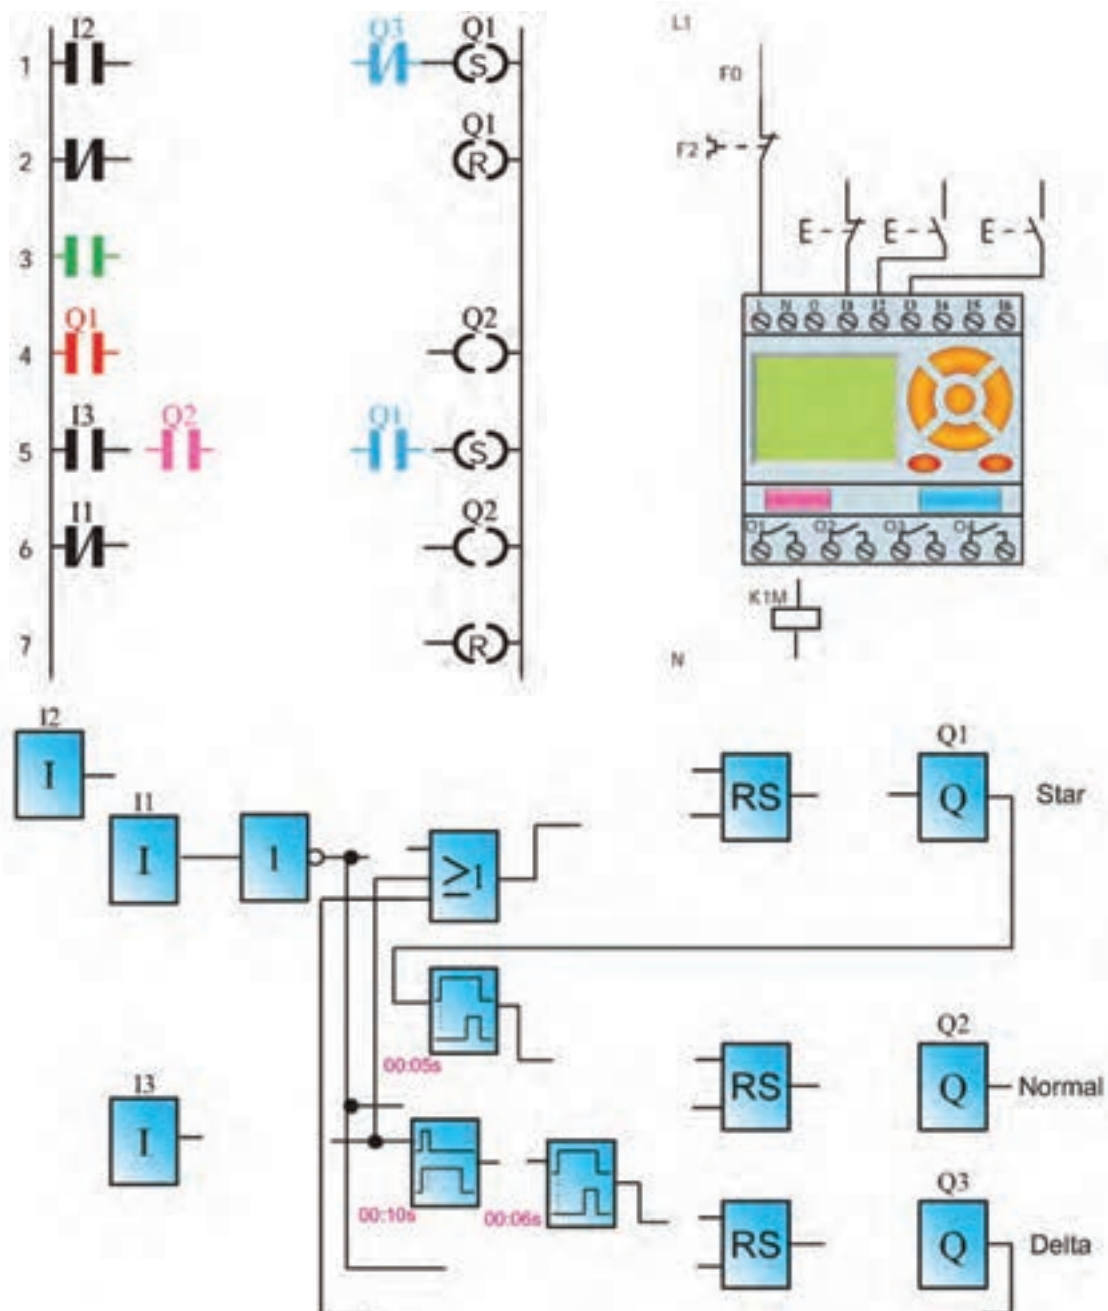 I2 Q3 Q1
1 S
Q1
2 R
3
Q1 Q2
4
I3 Q2 Q1
5 S
I1 Q2
6
7 R
L1
F0
F2
E E E
L N I1 I2 I3 I4 I5 I6
Q1 Q2 Q3 Q4
K1M
N
I2
I
I1
I
1
≥1
RS
Q1
Q
Star
00:05s
I3
I
RS
Q2
Q
Normal
00:10s
00:06s
RS
Q3
Q
Delta